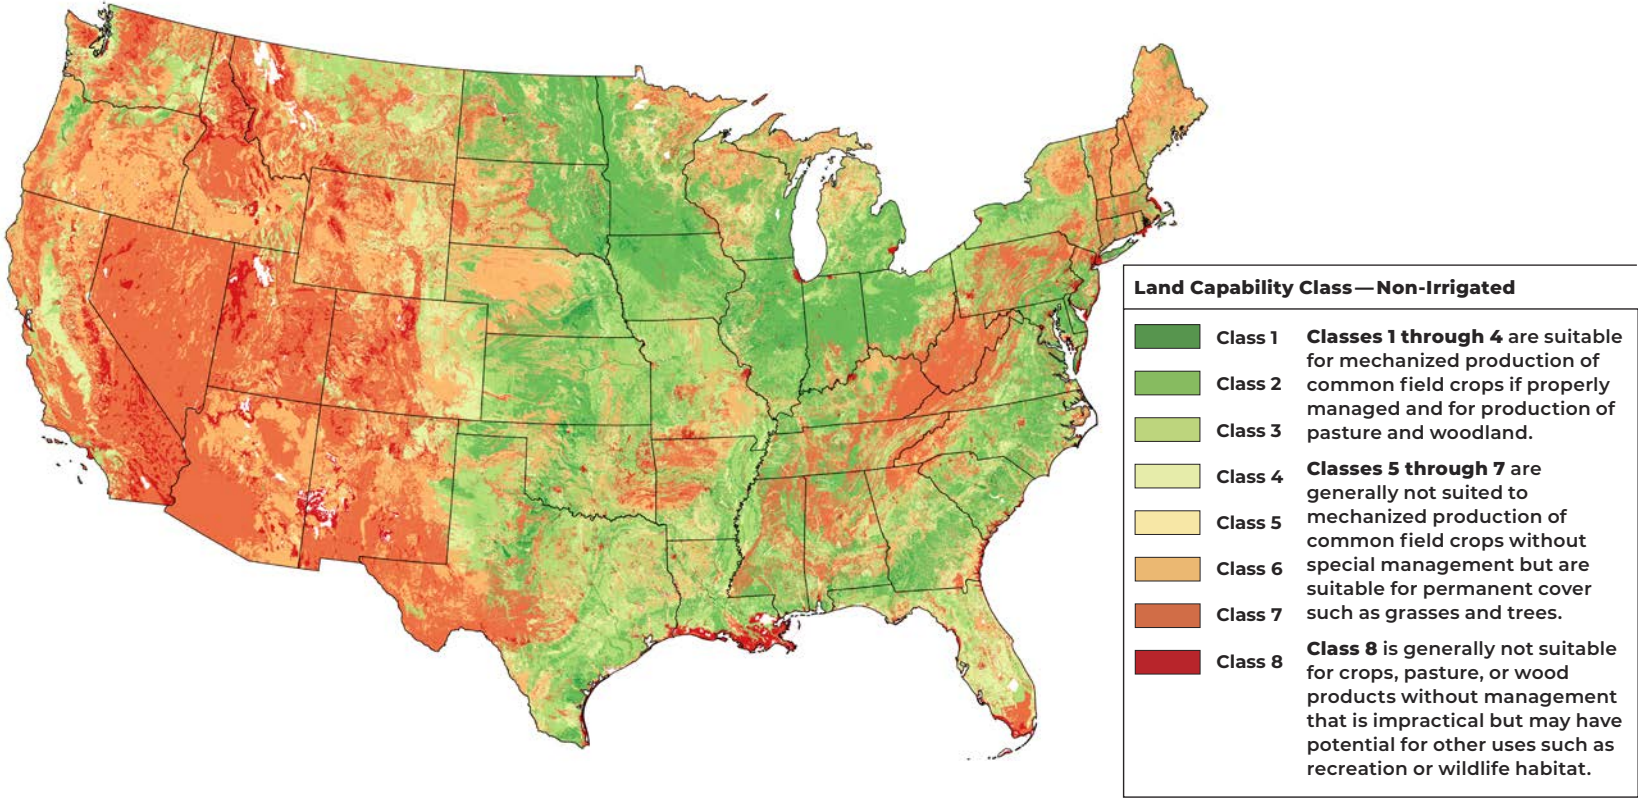 Land Capability Class—Non-Irrigated
Class 1
Class 2
Class 3
Class 4
Class 5
Class 6
Class 7
Class 8
Classes 1 through 4 are suitable
for mechanized production of
common field crops if properly
managed and for production of
pasture and woodland.
Classes 5 through 7 are
generally not suited to
mechanized production of
common field crops without
special management but are
suitable for permanent cover
such as grasses and trees.
Class 8 is generally not suitable
for crops, pasture, or wood
products without management
that is impractical but may have
potential for other uses such as
recreation or wildlife habitat.